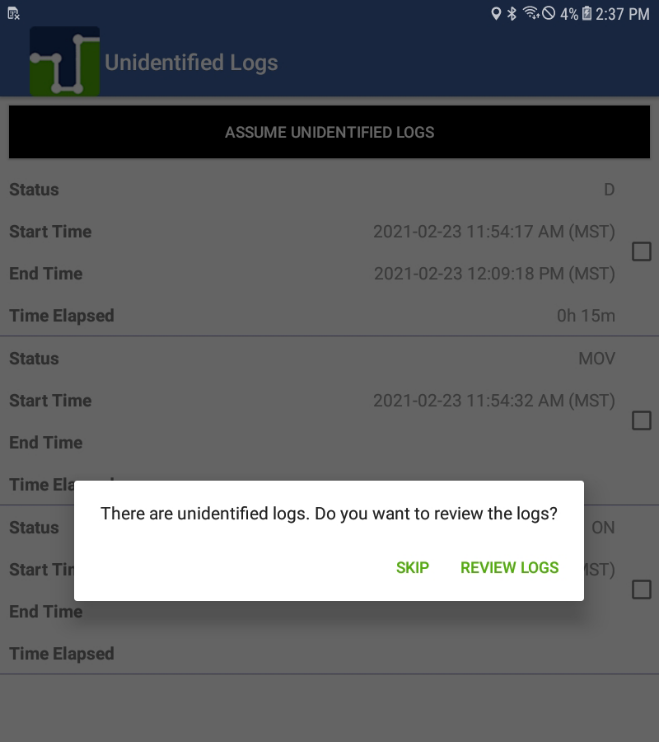 4% 2:37 PM
Unidentified Logs
ASSUME UNIDENTIFIED LOGS
Status D
Start Time 2021-02-23 11:54:17 AM (MST)
End Time 2021-02-23 12:09:18 PM (MST)
Time Elapsed 0h 15m
Status MOV
Start Time 2021-02-23 11:54:32 AM (MST)
End Time
Time
There are unidentified logs. Do you want to review the logs?
SKIP REVIEW LOGS
Status ON
Start
End Time
Time Elapsed